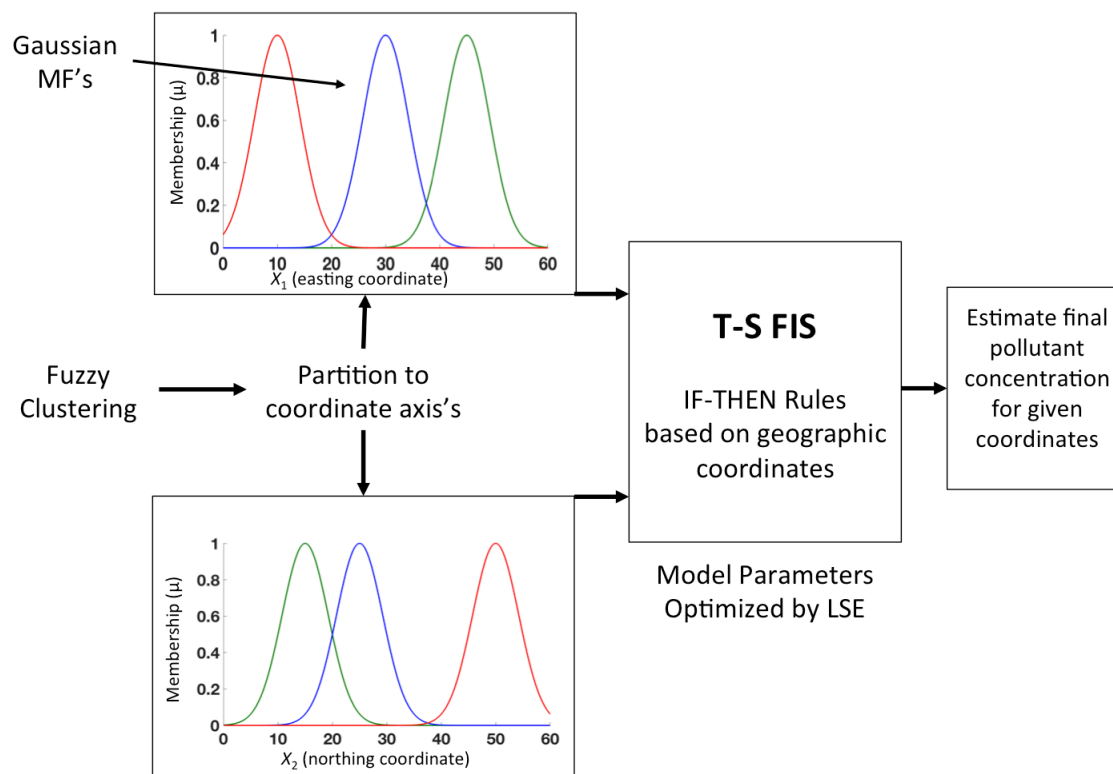 Gaussian
MF's
Membership (µ)
1
0.8
0.6
0.4
0.2
0
0 10 20 30 40 50 60
X₁ (easting coordinate)
Fuzzy
Clustering
Partition to
coordinate axis's
Membership (µ)
1
0.8
0.6
0.4
0.2
0
0 10 20 30 40 50 60
X₂ (northing coordinate)
T-S FIS
IF-THEN Rules
based on geographic
coordinates
Model Parameters
Optimized by LSE
Estimate final
pollutant
concentration
for given
coordinates